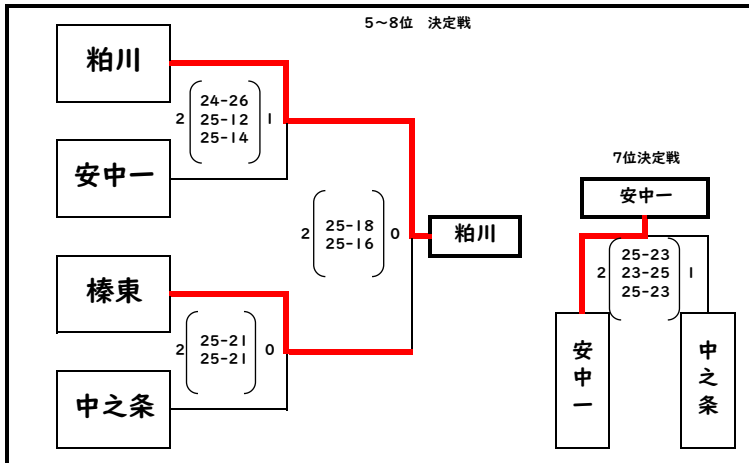 5～8位　決定戦
粕川
2
24-26
25-12
25-14
1
安中一
榛東
2
25-21
25-21
0
中之条
2
25-18
25-16
0
粕川
7位決定戦
安中一
2
25-23
23-25
25-23
1
安中一
中之条